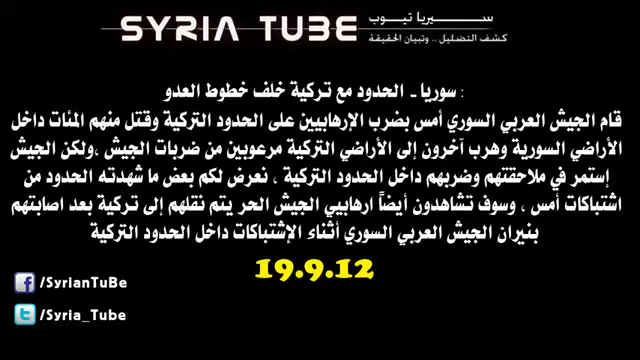 SYRIA TUBE
سـيـريـا تـيـوب
كشف التضليل .. وتبيان الحقيقة
سوريا - الحدود مع تركية خلف خطوط العدو :
قام الجيش العربي السوري أمس بضرب الإرهابيين على الحدود التركية وقتل منهم المئات داخل
الأراضي السورية وهرب آخرون إلى الأراضي التركية مرعوبين من ضربات الجيش ،ولكن الجيش
إستمر في ملاحقتهم وضربهم داخل الحدود التركية ، نعرض لكم بعض ما شهدته الحدود من
اشتباكات أمس ، وسوف تشاهدون أيضاً ارهابيي الجيش الحر يتم نقلهم إلى تركية بعد اصابتهم
بنيران الجيش العربي السوري أثناء الإشتباكات داخل الحدود التركية
19.9.12
/SyrianTuBe
/Syria_Tube